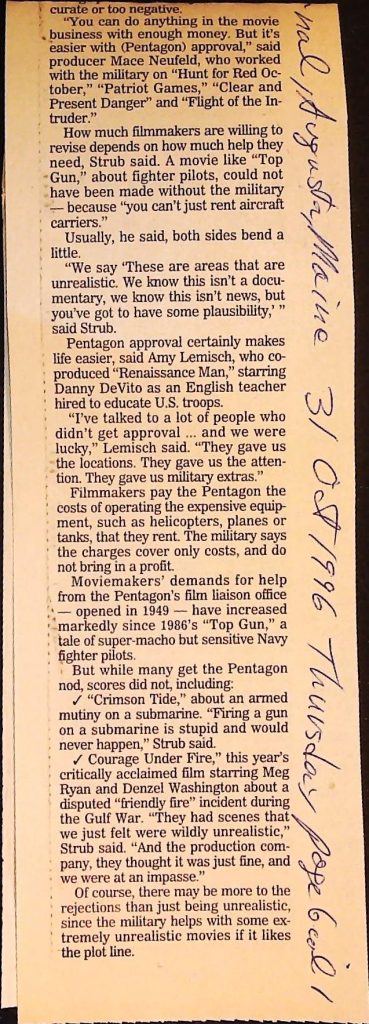 curate or too negative.
"You can do anything in the movie
business with enough money. But it's
easier with (Pentagon) approval," said
producer Mace Neufeld, who worked
with the military on "Hunt for Red Oc-
tober," "Patriot Games," "Clear and
Present Danger" and "Flight of the In-
truder."
How much filmmakers are willing to
revise depends on how much help they
need, Strub said. A movie like "Top
Gun," about fighter pilots, could not
have been made without the military
— because "you can't just rent aircraft
carriers."
Usually, he said, both sides bend a
little.
"We say 'These are areas that are
unrealistic. We know this isn't a docu-
mentary, we know this isn't news, but
you've got to have some plausibility,' "
said Strub.
Pentagon approval certainly makes
life easier, said Amy Lemisch, who co-
produced "Renaissance Man," starring
Danny DeVito as an English teacher
hired to educate U.S. troops.
"I've talked to a lot of people who
didn't get approval ... and we were
lucky," Lemisch said. "They gave us
the locations. They gave us the atten-
tion. They gave us military extras."
Filmmakers pay the Pentagon the
costs of operating the expensive equip-
ment, such as helicopters, planes or
tanks, that they rent. The military says
the charges cover only costs, and do
not bring in a profit.
Moviemakers' demands for help
from the Pentagon's film liaison office
— opened in 1949 — have increased
markedly since 1986's "Top Gun," a
tale of super-macho but sensitive Navy
fighter pilots.
But while many get the Pentagon
nod, scores did not, including:
✓ "Crimson Tide," about an armed
mutiny on a submarine. "Firing a gun
on a submarine is stupid and would
never happen," Strub said.
✓ Courage Under Fire," this year's
critically acclaimed film starring Meg
Ryan and Denzel Washington about a
disputed "friendly fire" incident during
the Gulf War. "They had scenes that
we just felt were wildly unrealistic,"
Strub said. "And the production com-
pany, they thought it was just fine, and
we were at an impasse."
Of course, there may be more to the
rejections than just being unrealistic,
since the military helps with some ex-
tremely unrealistic movies if it likes
the plot line.
nal, Augusta, Maine 31 Oct 1996 Thursday page 6 col 1